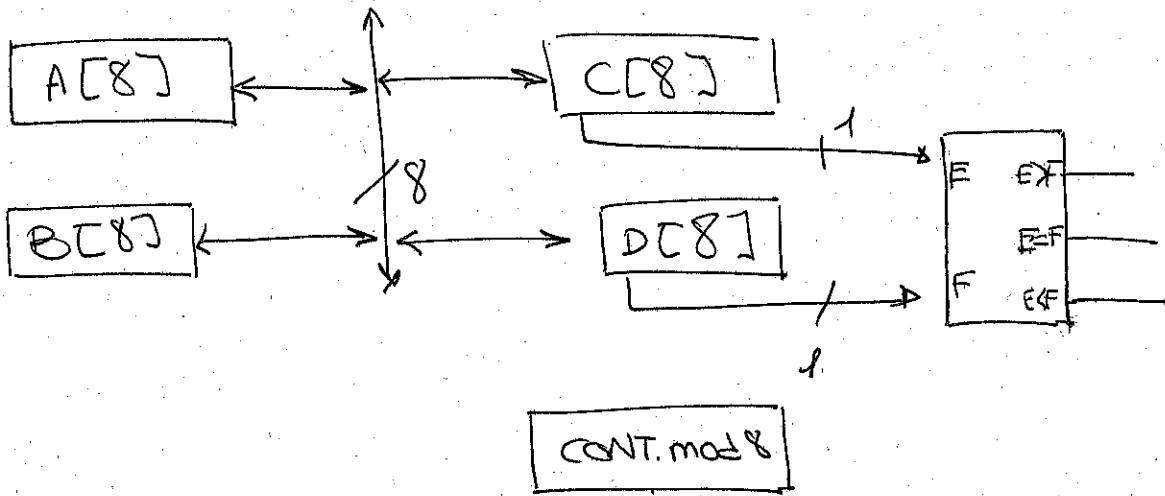 A[8]
C[8]
1
E E>F
8
B[8]
D[8]
E=F
F E<F
1
CONT. mod 8